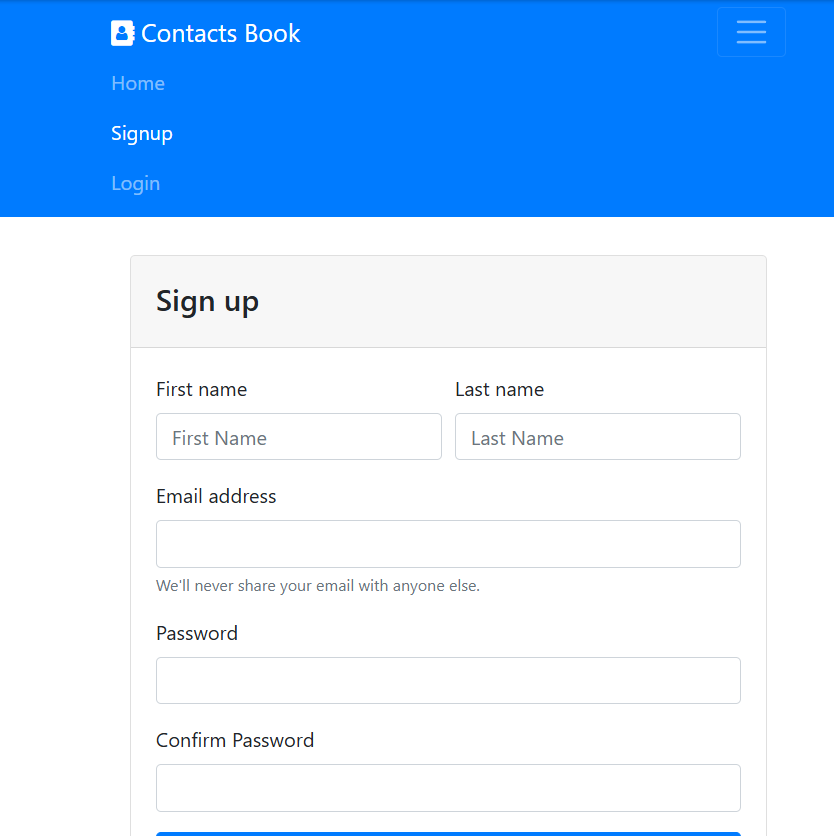 Contacts Book
Home
Signup
Login
Sign up
First name Last name
First Name Last Name
Email address
We'll never share your email with anyone else.
Password
Confirm Password